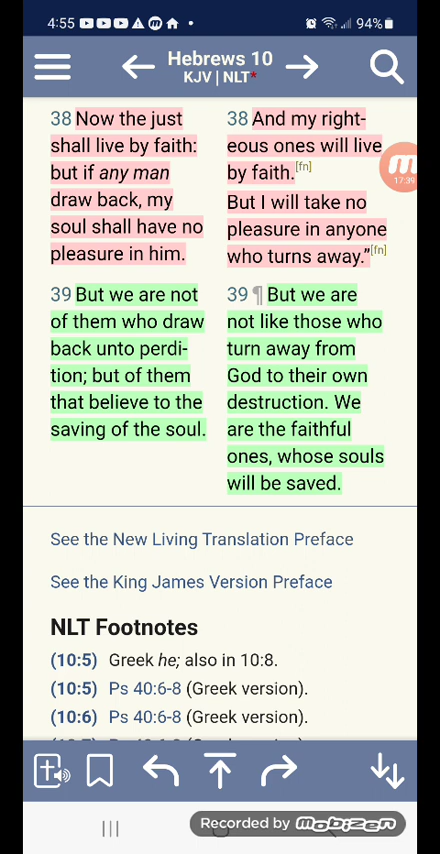 4:55
94%
Hebrews 10
KJV | NLT*
38 Now the just
shall live by faith:
but if any man
draw back, my
soul shall have no
pleasure in him.
39 But we are not
of them who draw
back unto perdi-
tion; but of them
that believe to the
saving of the soul.
38 And my right-
eous ones will live
by faith.[fn]
But I will take no
pleasure in anyone
who turns away.”[fn]
39 ¶ But we are
not like those who
turn away from
God to their own
destruction. We
are the faithful
ones, whose souls
will be saved.
17:39
See the New Living Translation Preface
See the King James Version Preface
NLT Footnotes
(10:5) Greek he; also in 10:8.
(10:5) Ps 40:6-8 (Greek version).
(10:6) Ps 40:6-8 (Greek version).
Recorded by mobizen